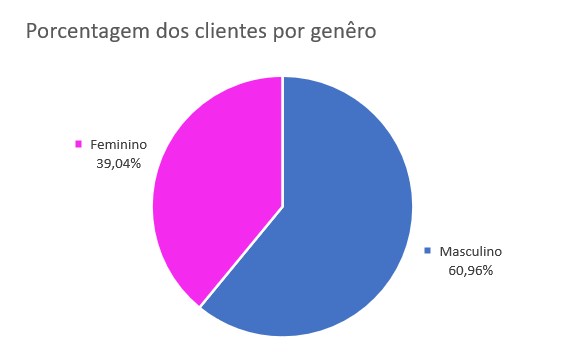 Porcentagem dos clientes por genêro
Feminino
39,04%
Masculino
60,96%